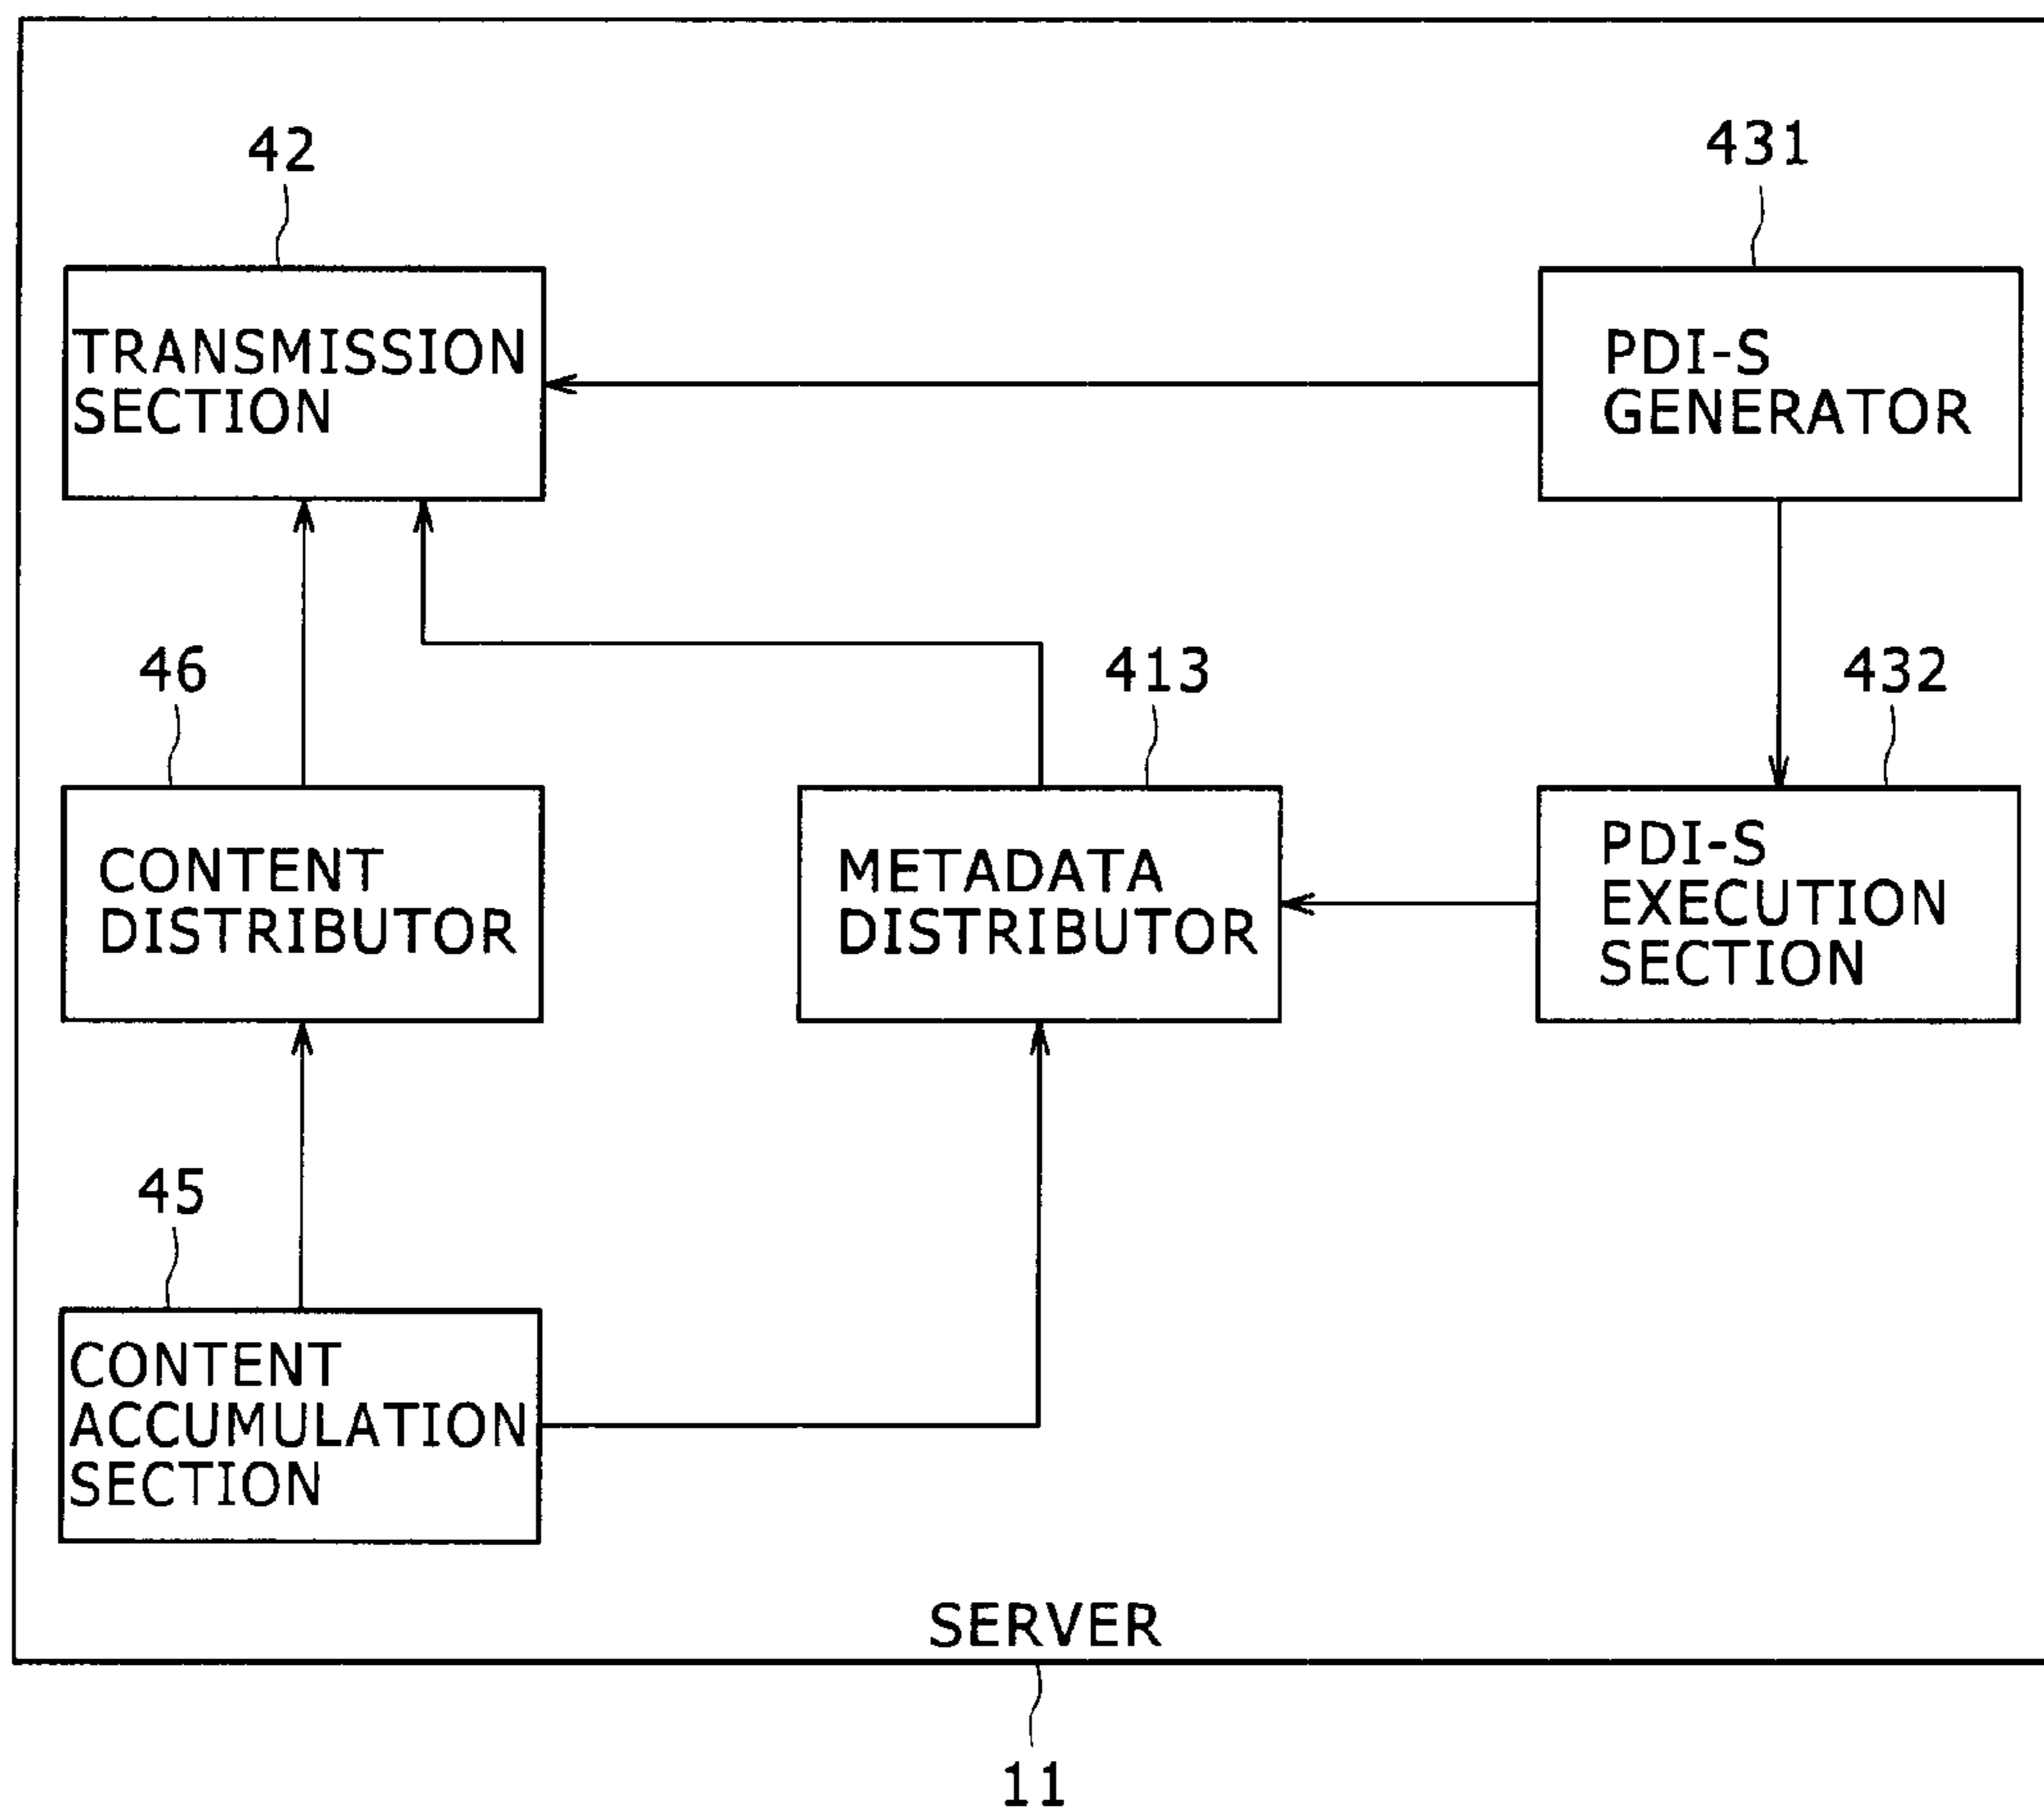 42
431
TRANSMISSION
SECTION
PDI-S
GENERATOR
46
413
432
CONTENT
DISTRIBUTOR
METADATA
DISTRIBUTOR
PDI-S
EXECUTION
SECTION
45
CONTENT
ACCUMULATION
SECTION
SERVER
11